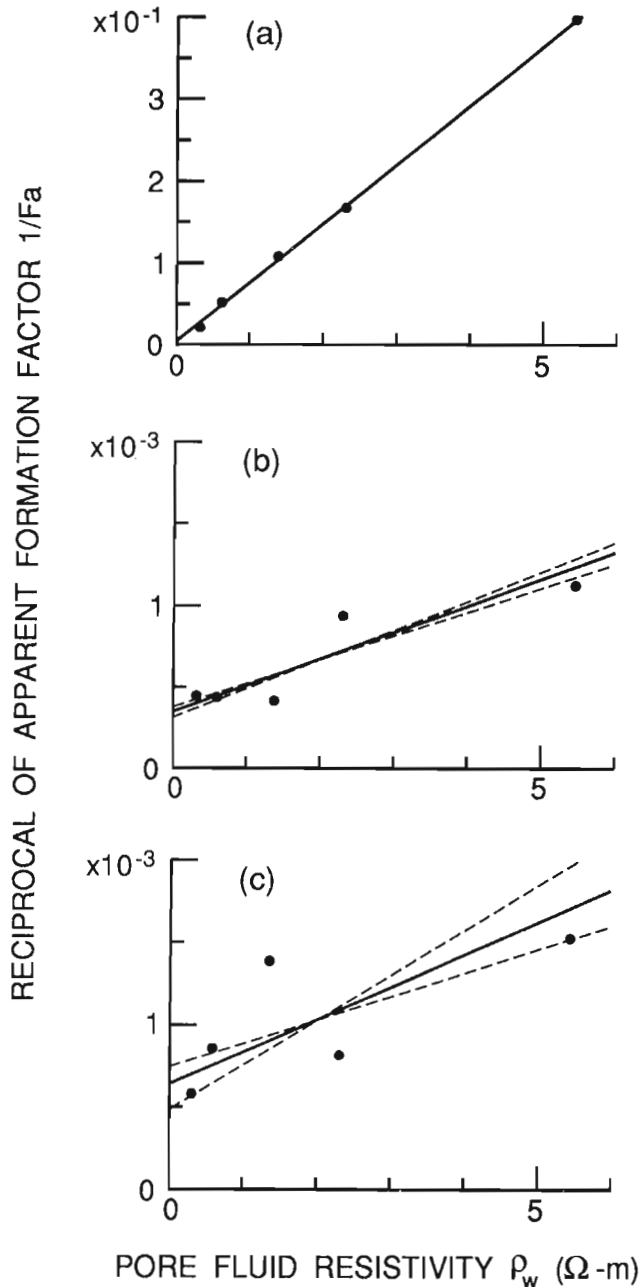 RECIPROCAL OF APPARENT FORMATION FACTOR 1/Fa
x10⁻¹
(a)
3
2
1
0
0 5
x10⁻³
(b)
1
0
0 5
x10⁻³
(c)
1
0
0 5
PORE FLUID RESISTIVITY ρw (Ω-m)